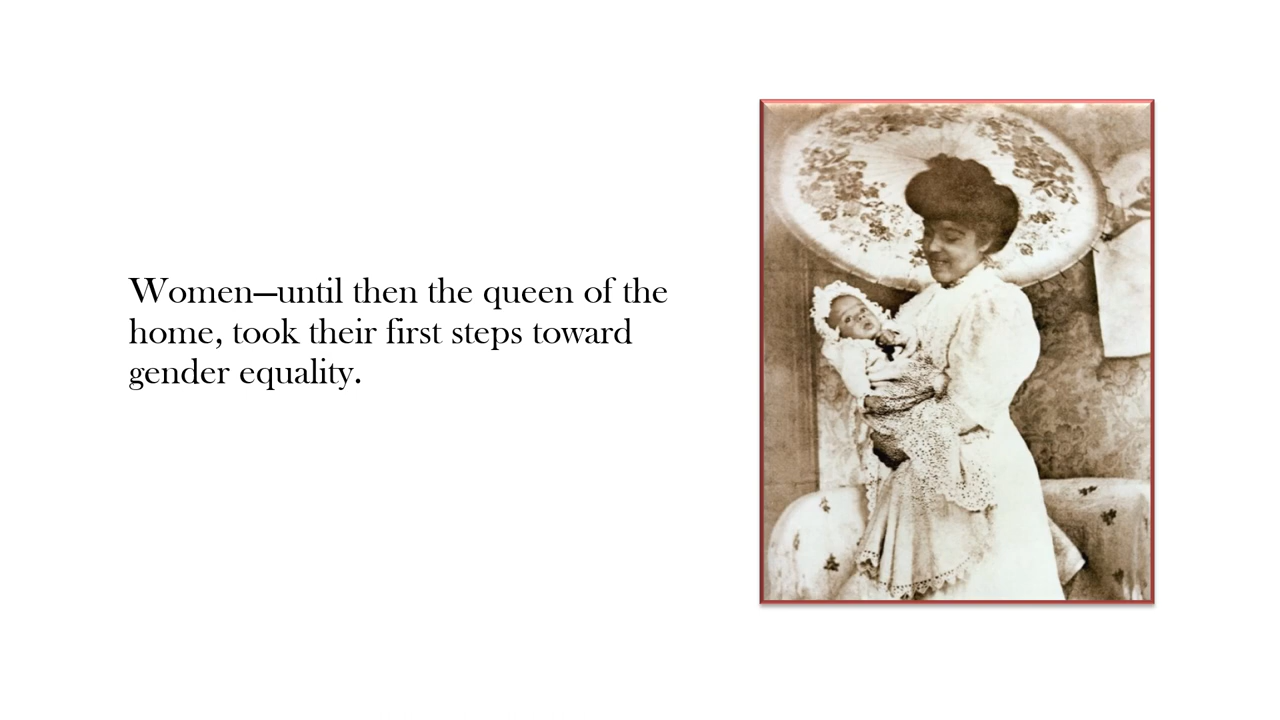 Women—until then the queen of the
home, took their first steps toward
gender equality.